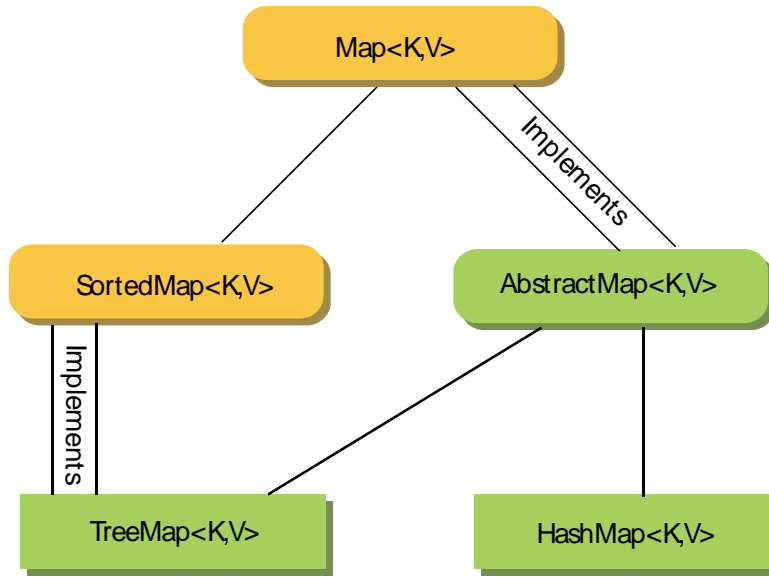 Map<K,V>
Implements
SortedMap<K,V>
AbstractMap<K,V>
Implements
TreeMap<K,V>
HashMap<K,V>